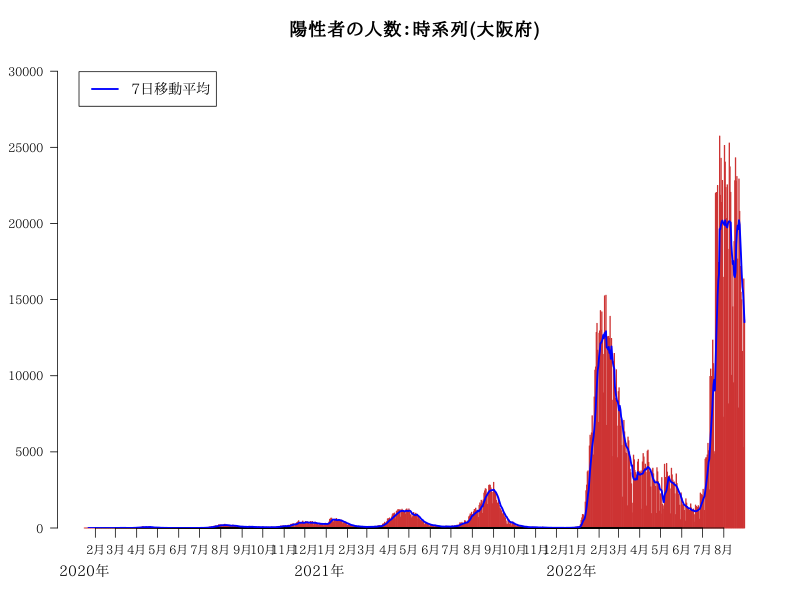 陽性者の人数：時系列(大阪府)
7日移動平均
30000
25000
20000
15000
10000
5000
0
2月 3月 4月 5月 6月 7月 8月 9月 10月 11月 12月 1月 2月 3月 4月 5月 6月 7月 8月 9月 10月 11月 12月 1月 2月 3月 4月 5月 6月 7月 8月
2020年 2021年 2022年